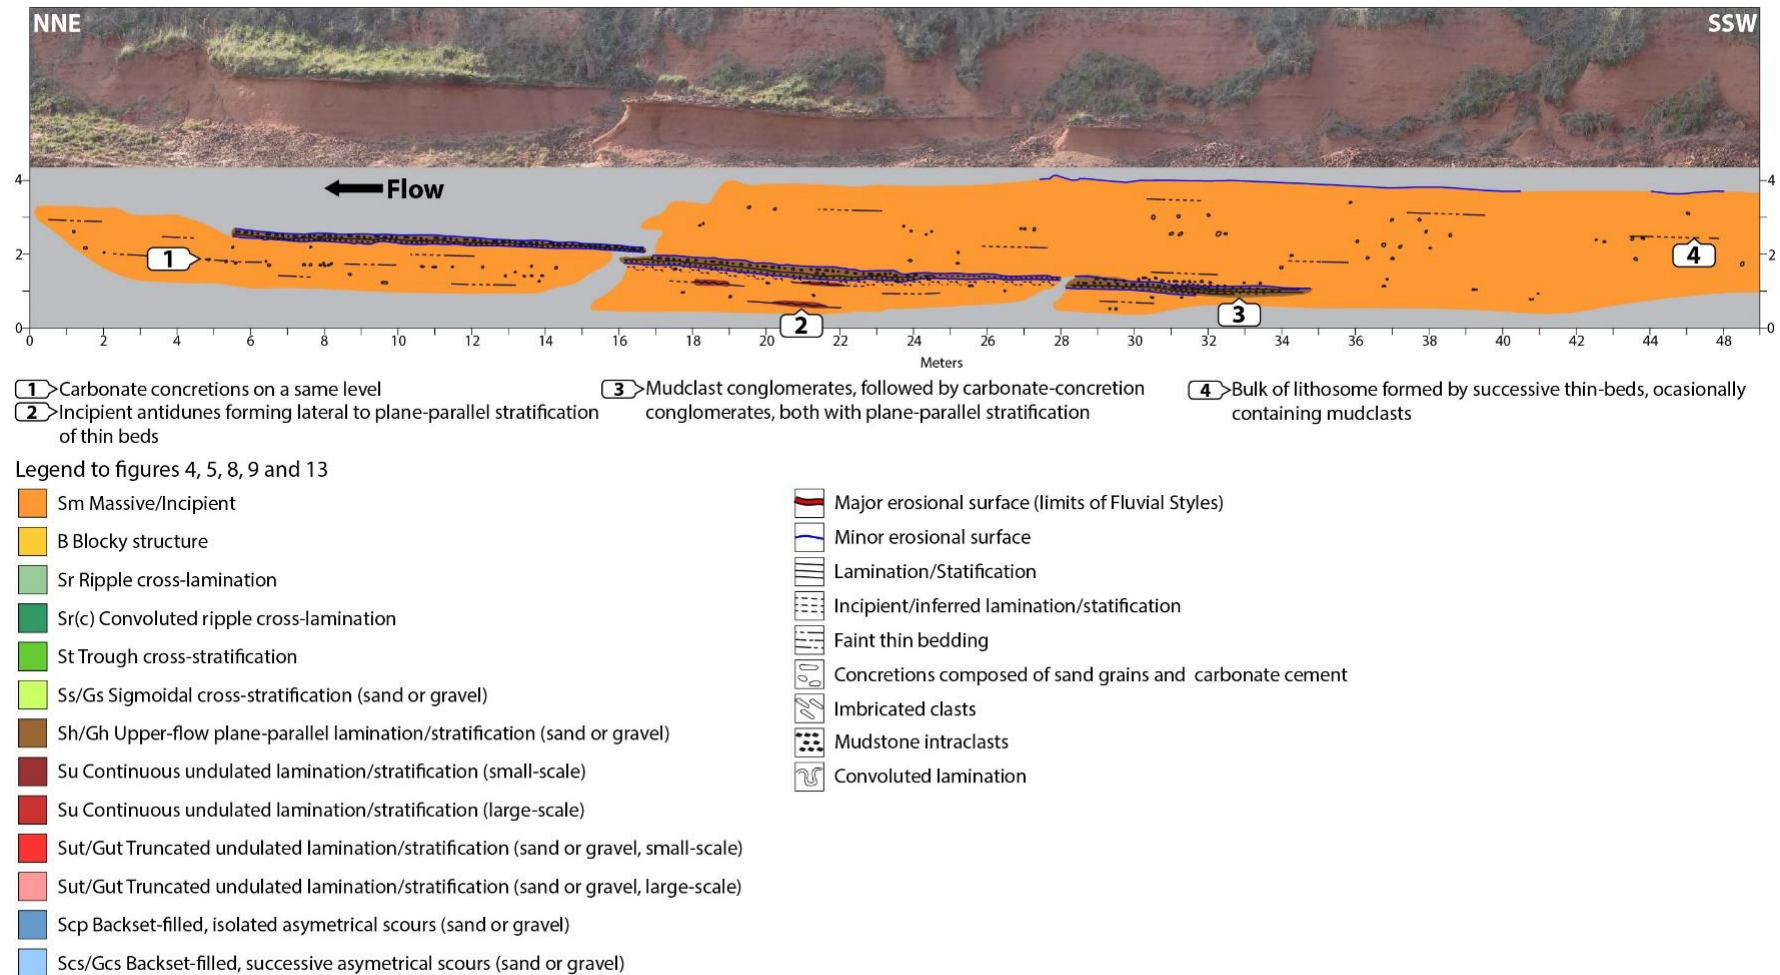 NNE
SSW
4
4
Flow
2
2
0
0
1
2
3
4
0 2 4 6 8 10 12 14 16 18 20 22 24 26 28 30 32 34 36 38 40 42 44 46 48
Meters
1 Carbonate concretions on a same level
2 Incipient antidunes forming lateral to plane-parallel stratification
of thin beds
3 Mudclast conglomerates, followed by carbonate-concretion
conglomerates, both with plane-parallel stratification
4 Bulk of lithosome formed by successive thin-beds, ocasionally
containing mudclasts
Legend to figures 4, 5, 8, 9 and 13
Sm Massive/Incipient
B Blocky structure
Sr Ripple cross-lamination
Sr(c) Convoluted ripple cross-lamination
St Trough cross-stratification
Ss/Gs Sigmoidal cross-stratification (sand or gravel)
Sh/Gh Upper-flow plane-parallel lamination/stratification (sand or gravel)
Su Continuous undulated lamination/stratification (small-scale)
Su Continuous undulated lamination/stratification (large-scale)
Sut/Gut Truncated undulated lamination/stratification (sand or gravel, small-scale)
Sut/Gut Truncated undulated lamination/stratification (sand or gravel, large-scale)
Scp Backset-filled, isolated asymetrical scours (sand or gravel)
Scs/Gcs Backset-filled, successive asymetrical scours (sand or gravel)
Major erosional surface (limits of Fluvial Styles)
Minor erosional surface
Lamination/Statification
Incipient/inferred lamination/statification
Faint thin bedding
Concretions composed of sand grains and carbonate cement
Imbricated clasts
Mudstone intraclasts
Convoluted lamination